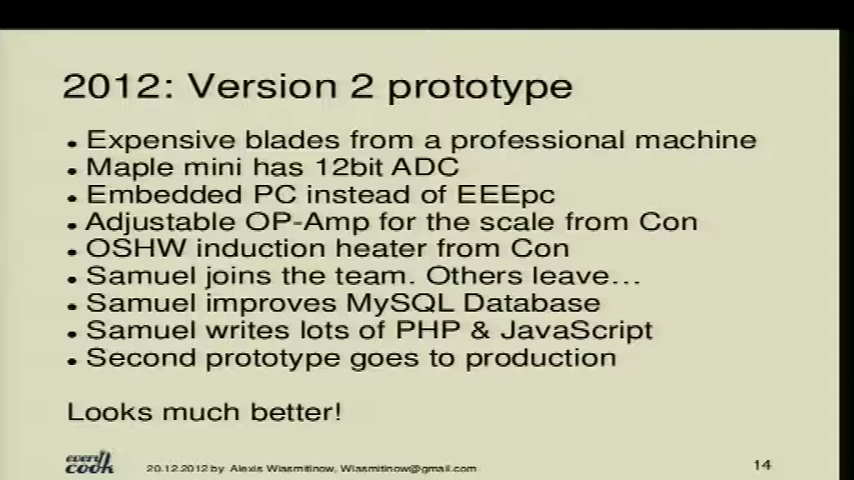 2012: Version 2 prototype
• Expensive blades from a professional machine
• Maple mini has 12bit ADC
• Embedded PC instead of EEEpc
• Adjustable OP-Amp for the scale from Con
• OSHW induction heater from Con
• Samuel joins the team. Others leave...
• Samuel improves MySQL Database
• Samuel writes lots of PHP & JavaScript
• Second prototype goes to production
Looks much better!
every cook
20.12.2012 by Alexis Wiasmitinow, Wiasmitinow@gmail.com
14